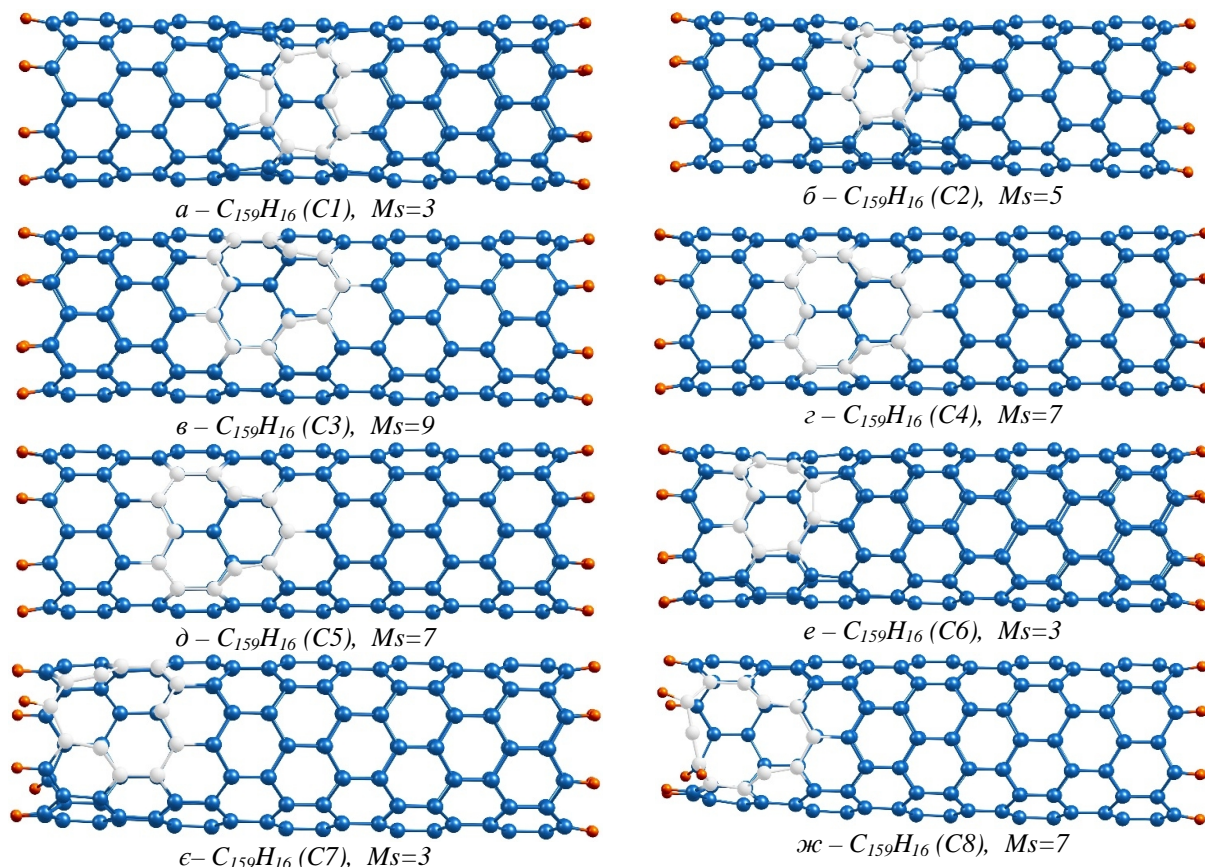 а – C₁₅₉H₁₆ (C1), Ms=3
б – C₁₅₉H₁₆ (C2), Ms=5
в – C₁₅₉H₁₆ (C3), Ms=9
г – C₁₅₉H₁₆ (C4), Ms=7
д – C₁₅₉H₁₆ (C5), Ms=7
е – C₁₅₉H₁₆ (C6), Ms=3
є– C₁₅₉H₁₆ (C7), Ms=3
ж – C₁₅₉H₁₆ (C8), Ms=7